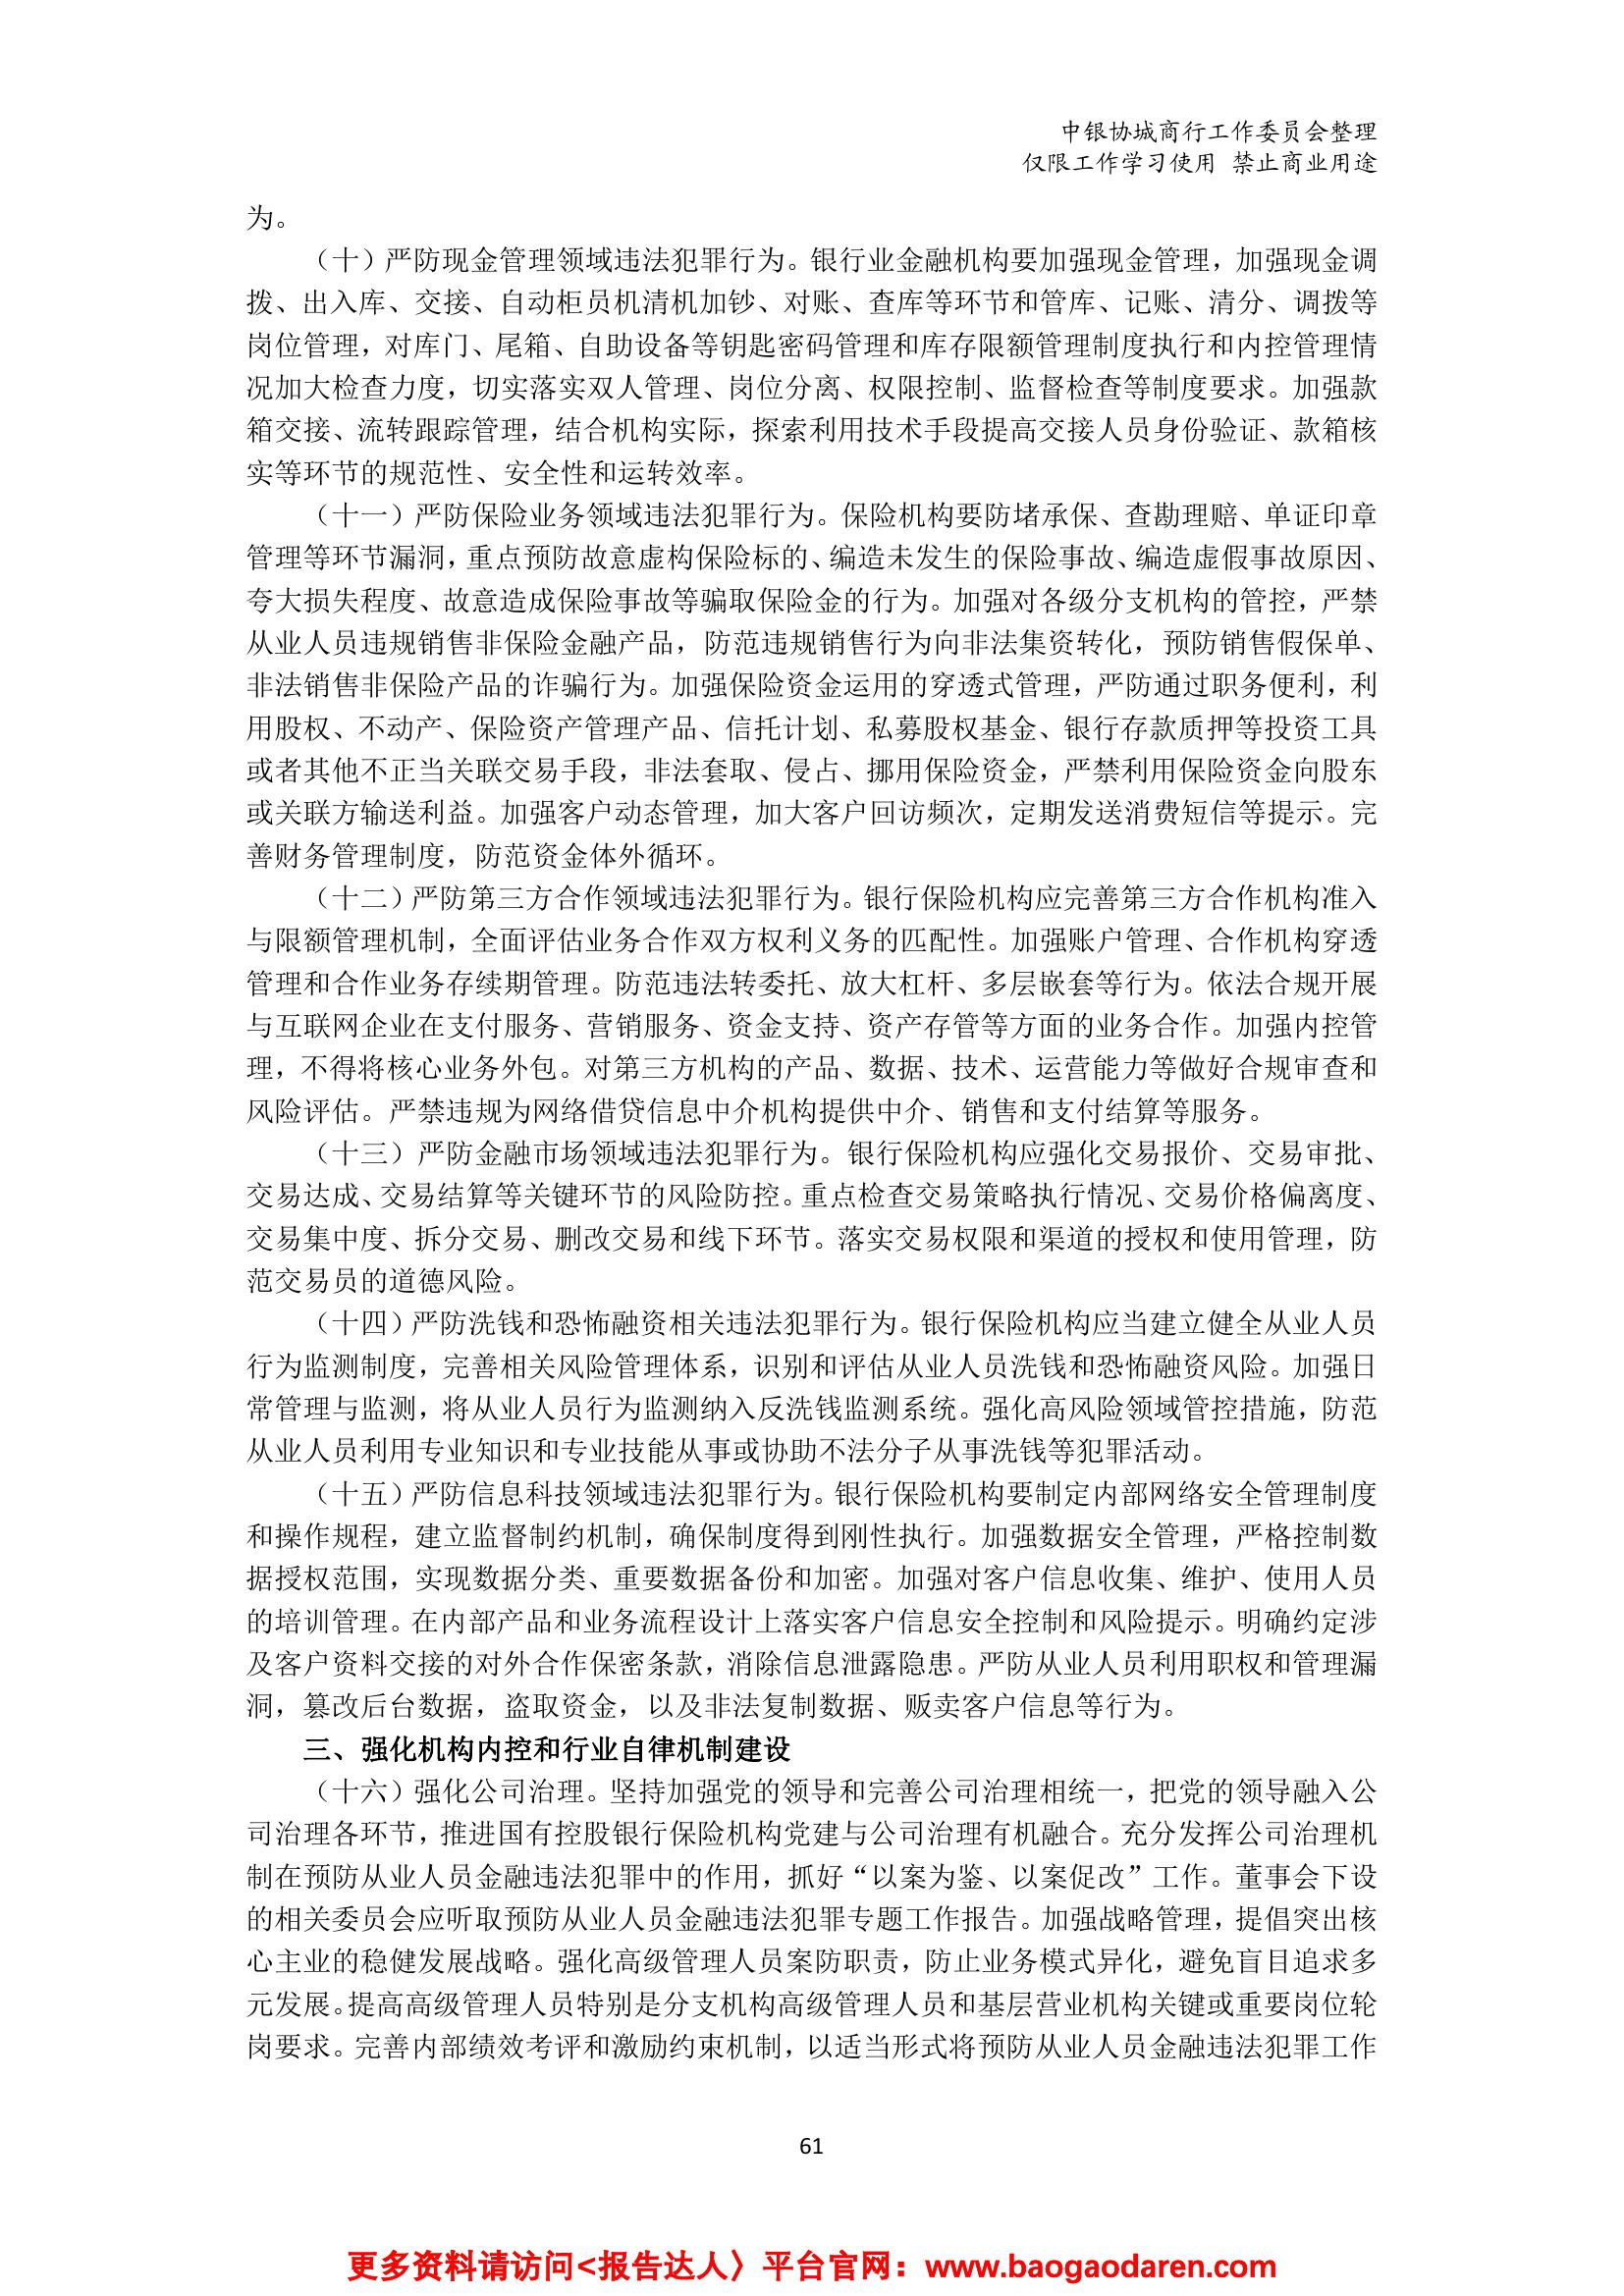 中银协城商行工作委员会整理
仅限工作学习使用 禁止商业用途
为。
（十）严防现金管理领域违法犯罪行为。银行业金融机构要加强现金管理，加强现金调
拨、出入库、交接、自动柜员机清机加钞、对账、查库等环节和管库、记账、清分、调拨等
岗位管理，对库门、尾箱、自助设备等钥匙密码管理和库存限额管理制度执行和内控管理情
况加大检查力度，切实落实双人管理、岗位分离、权限控制、监督检查等制度要求。加强款
箱交接、流转跟踪管理，结合机构实际，探索利用技术手段提高交接人员身份验证、款箱核
实等环节的规范性、安全性和运转效率。
（十一）严防保险业务领域违法犯罪行为。保险机构要防堵承保、查勘理赔、单证印章
管理等环节漏洞，重点预防故意虚构保险标的、编造未发生的保险事故、编造虚假事故原因、
夸大损失程度、故意造成保险事故等骗取保险金的行为。加强对各级分支机构的管控，严禁
从业人员违规销售非保险金融产品，防范违规销售行为向非法集资转化，预防销售假保单、
非法销售非保险产品的诈骗行为。加强保险资金运用的穿透式管理，严防通过职务便利，利
用股权、不动产、保险资产管理产品、信托计划、私募股权基金、银行存款质押等投资工具
或者其他不正当关联交易手段，非法套取、侵占、挪用保险资金，严禁利用保险资金向股东
或关联方输送利益。加强客户动态管理，加大客户回访频次，定期发送消费短信等提示。完
善财务管理制度，防范资金体外循环。
（十二）严防第三方合作领域违法犯罪行为。银行保险机构应完善第三方合作机构准入
与限额管理机制，全面评估业务合作双方权利义务的匹配性。加强账户管理、合作机构穿透
管理和合作业务存续期管理。防范违法转委托、放大杠杆、多层嵌套等行为。依法合规开展
与互联网企业在支付服务、营销服务、资金支持、资产存管等方面的业务合作。加强内控管
理，不得将核心业务外包。对第三方机构的产品、数据、技术、运营能力等做好合规审查和
风险评估。严禁违规为网络借贷信息中介机构提供中介、销售和支付结算等服务。
（十三）严防金融市场领域违法犯罪行为。银行保险机构应强化交易报价、交易审批、
交易达成、交易结算等关键环节的风险防控。重点检查交易策略执行情况、交易价格偏离度、
交易集中度、拆分交易、删改交易和线下环节。落实交易权限和渠道的授权和使用管理，防
范交易员的道德风险。
（十四）严防洗钱和恐怖融资相关违法犯罪行为。银行保险机构应当建立健全从业人员
行为监测制度，完善相关风险管理体系，识别和评估从业人员洗钱和恐怖融资风险。加强日
常管理与监测，将从业人员行为监测纳入反洗钱监测系统。强化高风险领域管控措施，防范
从业人员利用专业知识和专业技能从事或协助不法分子从事洗钱等犯罪活动。
（十五）严防信息科技领域违法犯罪行为。银行保险机构要制定内部网络安全管理制度
和操作规程，建立监督制约机制，确保制度得到刚性执行。加强数据安全管理，严格控制数
据授权范围，实现数据分类、重要数据备份和加密。加强对客户信息收集、维护、使用人员
的培训管理。在内部产品和业务流程设计上落实客户信息安全控制和风险提示。明确约定涉
及客户资料交接的对外合作保密条款，消除信息泄露隐患。严防从业人员利用职权和管理漏
洞，篡改后台数据，盗取资金，以及非法复制数据、贩卖客户信息等行为。
三、强化机构内控和行业自律机制建设
（十六）强化公司治理。坚持加强党的领导和完善公司治理相统一，把党的领导融入公
司治理各环节，推进国有控股银行保险机构党建与公司治理有机融合。充分发挥公司治理机
制在预防从业人员金融违法犯罪中的作用，抓好“以案为鉴、以案促改”工作。董事会下设
的相关委员会应听取预防从业人员金融违法犯罪专题工作报告。加强战略管理，提倡突出核
心主业的稳健发展战略。强化高级管理人员案防职责，防止业务模式异化，避免盲目追求多
元发展。提高高级管理人员特别是分支机构高级管理人员和基层营业机构关键或重要岗位轮
岗要求。完善内部绩效考评和激励约束机制，以适当形式将预防从业人员金融违法犯罪工作
61
更多资料请访问<报告达人〉平台官网：www.baogaodaren.com